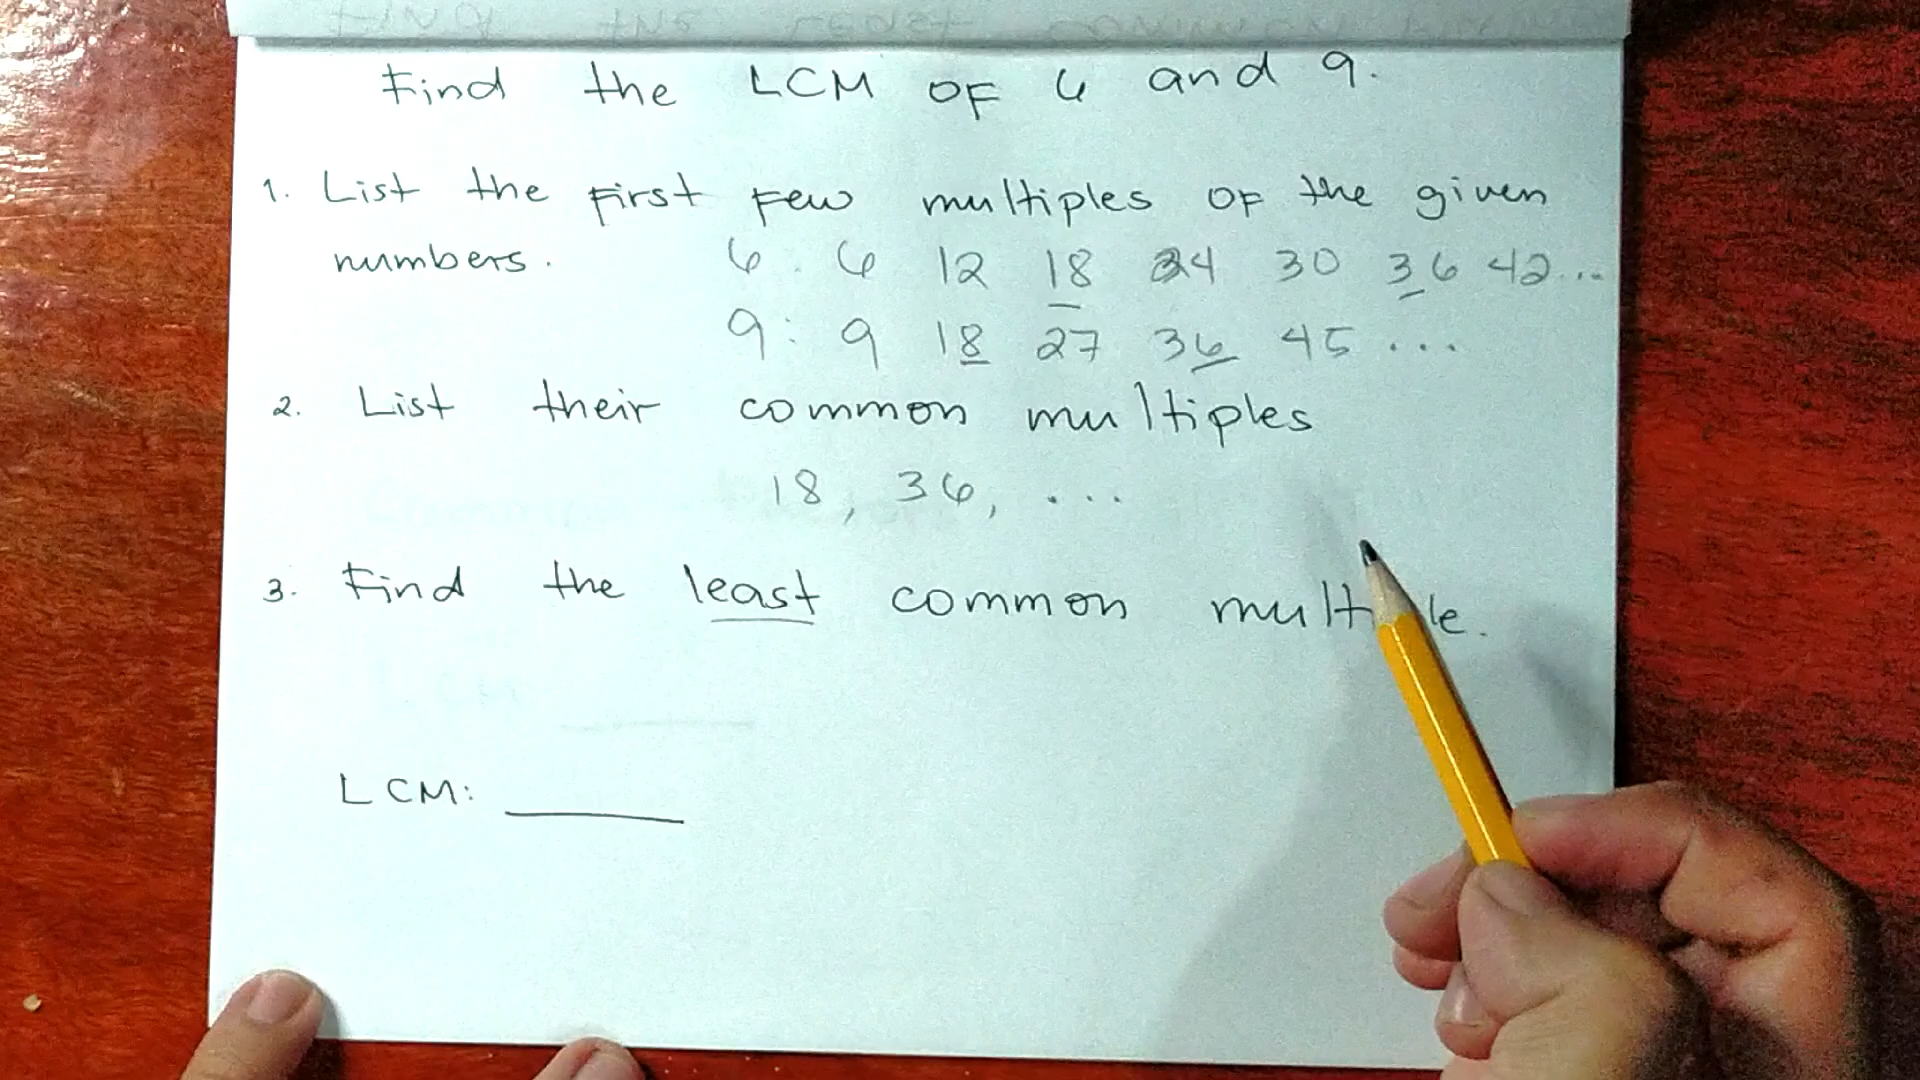 Find the LCM OF 6 and 9.
1. List the first few multiples of the given
numbers. 6: 6 12 18 24 30 36 42...
9: 9 18 27 36 45 ...
2. List their common multiples
18, 36, ...
3. Find the least common mult le.
LCM: